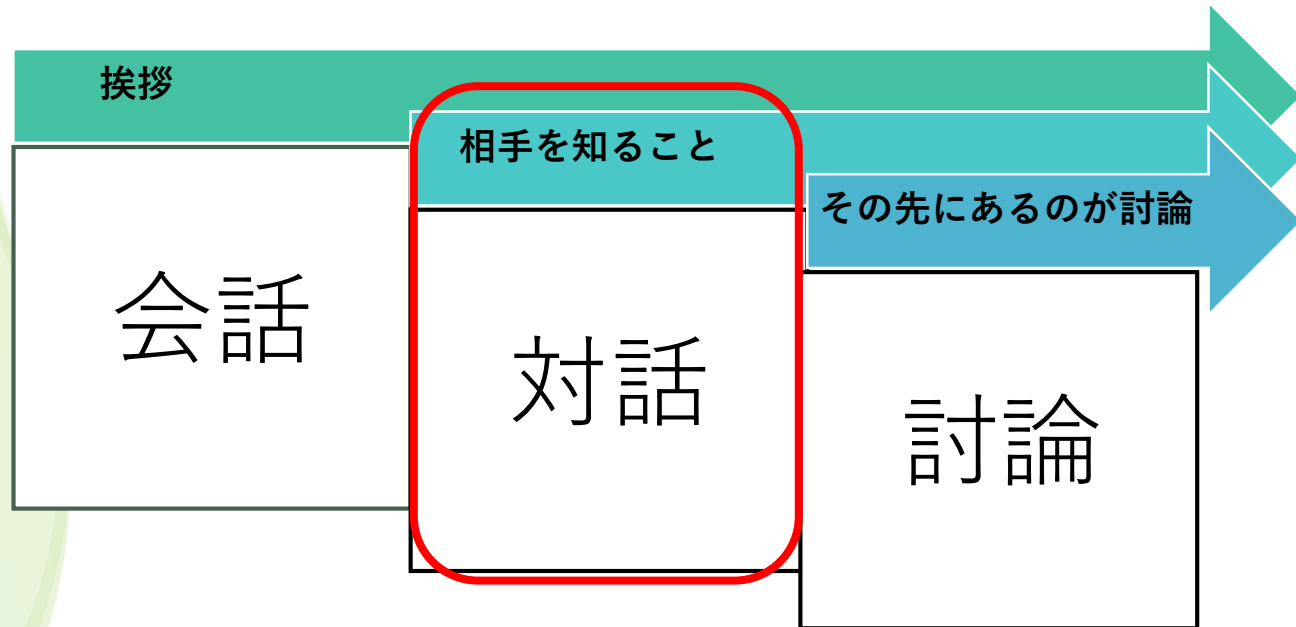 挨拶
相手を知ること
その先にあるのが討論
会話
対話
討論